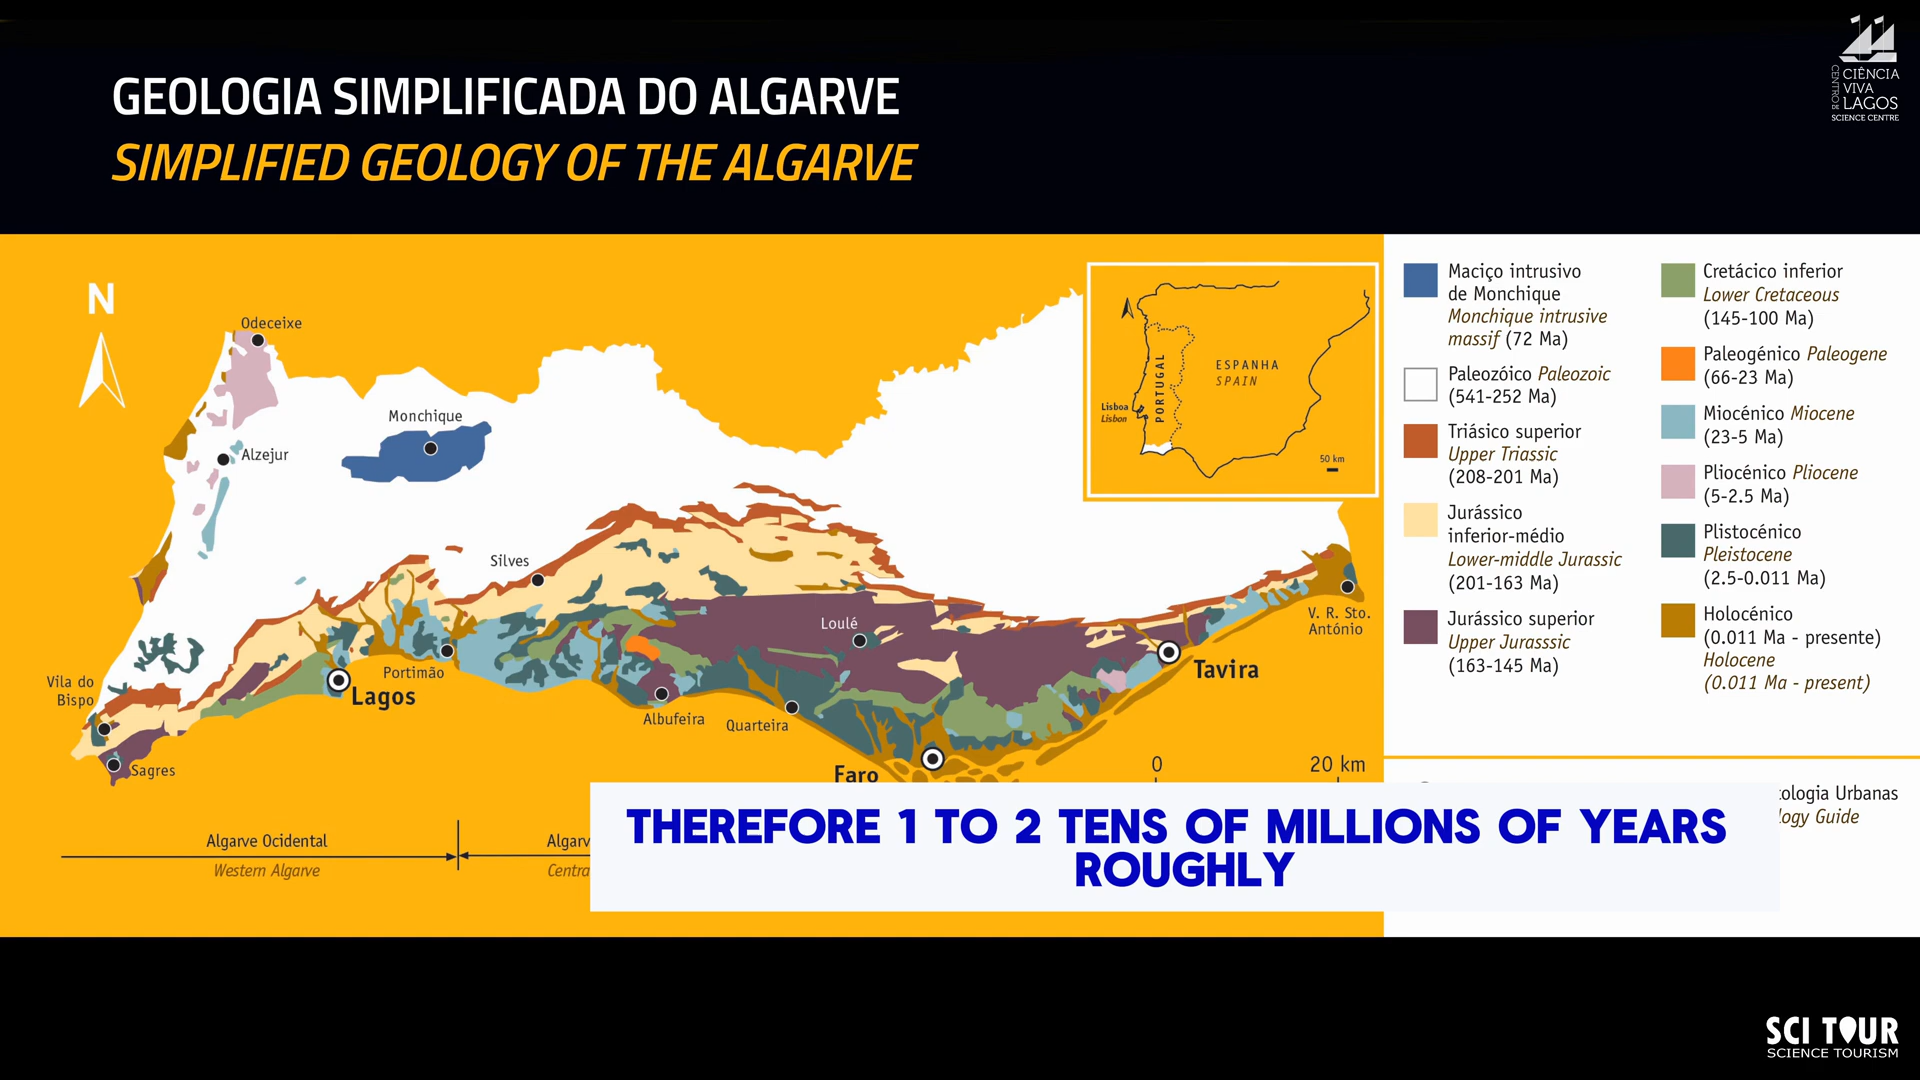 GEOLOGIA SIMPLIFICADA DO ALGARVE
SIMPLIFIED GEOLOGY OF THE ALGARVE
CENTRO
CIÊNCIA
VIVA
LAGOS
SCIENCE CENTRE
N
Odeceixe
Alzejur
Monchique
Silves
Vila do
Bispo
Sagres
Lagos
Portimão
Albufeira
Quarteira
Loulé
Faro
Tavira
V. R. Sto.
António
0
20 km
PORTUGAL
ESPANHA
SPAIN
Lisboa
Lisbon
50 km
Algarve Ocidental
Western Algarve
Algarv
Centra
Maciço intrusivo
de Monchique
Monchique intrusive
massif (72 Ma)
Paleozóico Paleozoic
(541-252 Ma)
Triásico superior
Upper Triassic
(208-201 Ma)
Jurássico
inferior-médio
Lower-middle Jurassic
(201-163 Ma)
Jurássico superior
Upper Jurasssic
(163-145 Ma)
Cretácico inferior
Lower Cretaceous
(145-100 Ma)
Paleogénico Paleogene
(66-23 Ma)
Miocénico Miocene
(23-5 Ma)
Pliocénico Pliocene
(5-2.5 Ma)
Plistocénico
Pleistocene
(2.5-0.011 Ma)
Holocénico
(0.011 Ma - presente)
Holocene
(0.011 Ma - present)
tologia Urbanas
logy Guide
THEREFORE 1 TO 2 TENS OF MILLIONS OF YEARS
ROUGHLY
SCI TOUR
SCIENCE TOURISM